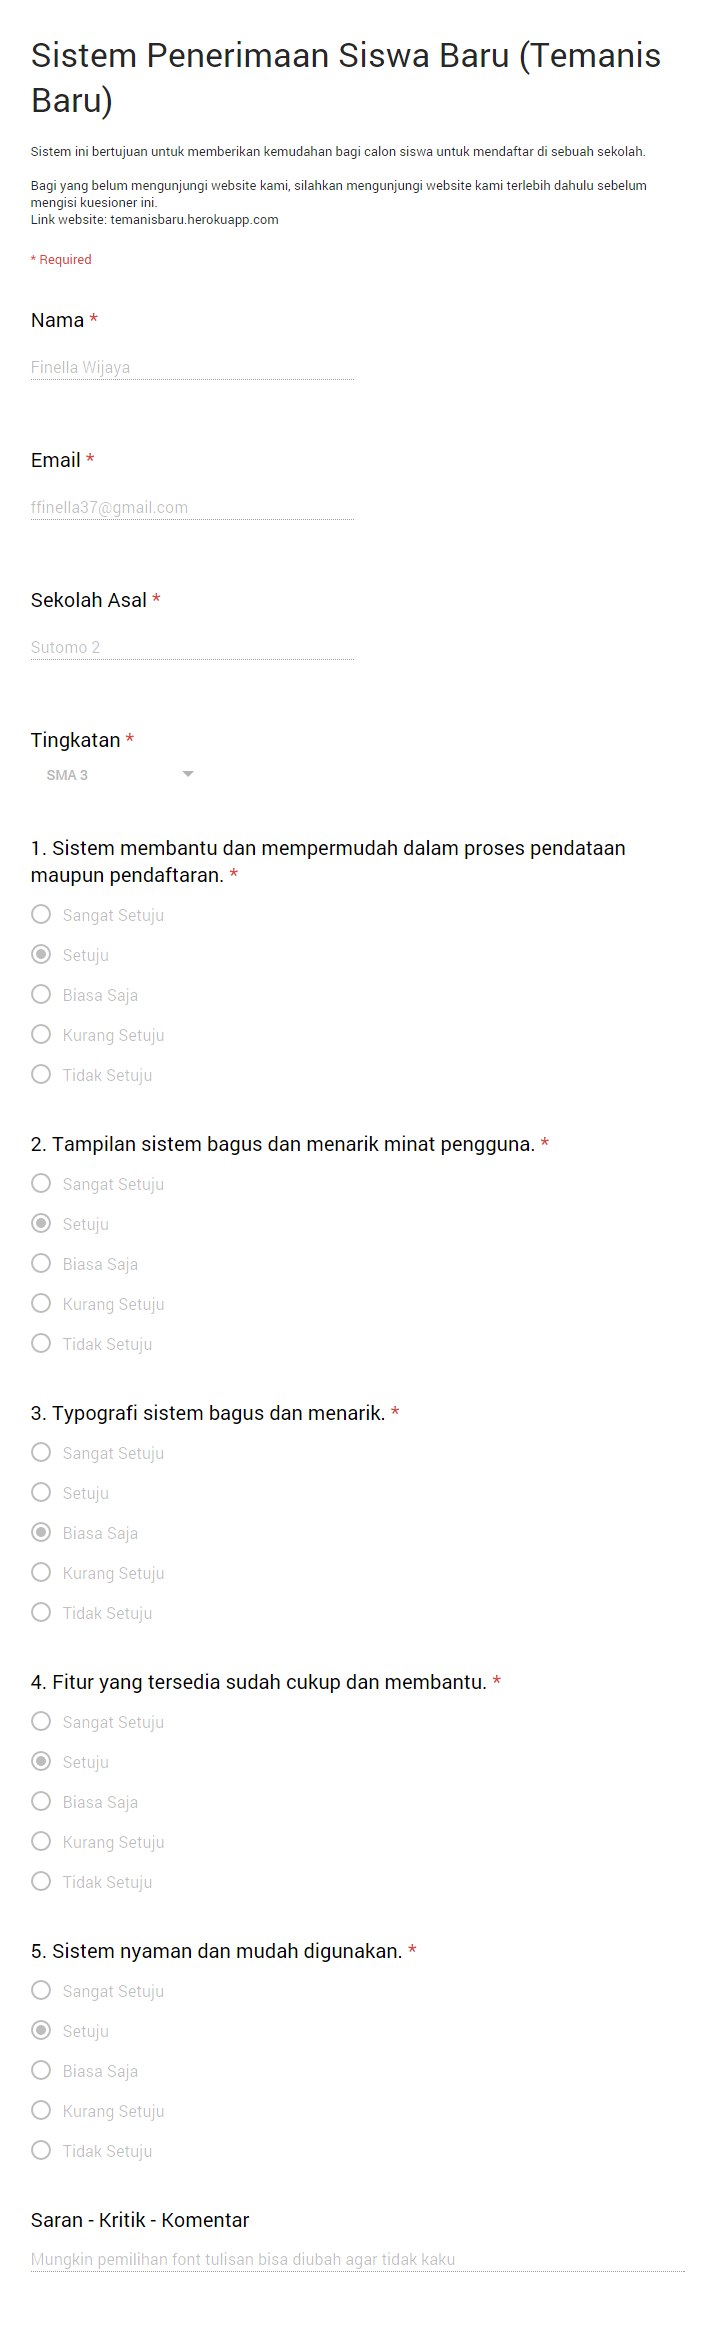 Sistem Penerimaan Siswa Baru (Temanis
Baru)
Sistem ini bertujuan untuk memberikan kemudahan bagi calon siswa untuk mendaftar di sebuah sekolah.
Bagi yang belum mengunjungi website kami, silahkan mengunjungi website kami terlebih dahulu sebelum
mengisi kuesioner ini.
Link website: temanisbaru.herokuapp.com
* Required
Nama *
Finella Wijaya
Email *
ffinella37@gmail.com
Sekolah Asal *
Sutomo 2
Tingkatan *
SMA 3
1. Sistem membantu dan mempermudah dalam proses pendataan
maupun pendaftaran. *
Sangat Setuju
Setuju
Biasa Saja
Kurang Setuju
Tidak Setuju
2. Tampilan sistem bagus dan menarik minat pengguna. *
Sangat Setuju
Setuju
Biasa Saja
Kurang Setuju
Tidak Setuju
3. Typografi sistem bagus dan menarik. *
Sangat Setuju
Setuju
Biasa Saja
Kurang Setuju
Tidak Setuju
4. Fitur yang tersedia sudah cukup dan membantu. *
Sangat Setuju
Setuju
Biasa Saja
Kurang Setuju
Tidak Setuju
5. Sistem nyaman dan mudah digunakan. *
Sangat Setuju
Setuju
Biasa Saja
Kurang Setuju
Tidak Setuju
Saran - Kritik - Komentar
Mungkin pemilihan font tulisan bisa diubah agar tidak kaku